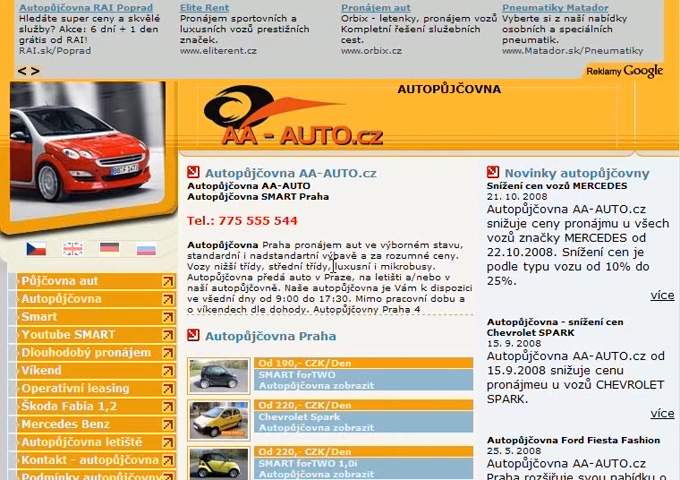 Autopůjčovna RAI Poprad
Hledáte super ceny a skvělé
služby? Akce: 6 dní + 1 den
grátis od RAI!
RAI.sk/Poprad
Elite Rent
Pronájem sportovních a
luxusních vozů prestižních
značek.
www.eliterent.cz
Pronájem aut
Orbix - letenky, pronájem vozů
Kompletní řešení služebních
cest.
www.orbix.cz
Pneumatiky Matador
Vyberte si z naší nabídky
osobních a speciálních
pneumatik.
www.Matador.sk/Pneumatiky
< >
Reklamy Google
AUTOPŮJČOVNA
AA - AUTO.cz
Půjčovna aut
Autopůjčovna
Smart
Youtube SMART
Dlouhodobý pronájem
Víkend
Operativní leasing
Škoda Fabia 1,2
Mercedes Benz
Autopůjčovna letiště
Kontakt - autopůjčovna
Podmínky autopůjčovny
Autopůjčovna AA-AUTO.cz
Autopůjčovna AA-AUTO
Autopůjčovna SMART Praha
Tel.: 775 555 544
Autopůjčovna Praha pronájem aut ve výborném stavu,
standardní i nadstandartní výbavě a za rozumné ceny.
Vozy nižší třídy, střední třídy, luxusní i mikrobusy.
Autopůjčovna předá auto v Praze, na letišti a/nebo v
naší autopůjčovně. Naše autopůjčovna je Vám k dispozici
ve všední dny od 9:00 do 17:30. Mimo pracovní dobu a
o víkendech dle dohody. Autopůjčovny Praha 4
Autopůjčovna Praha
Od 190,- CZK/Den
SMART forTWO
Autopůjčovna zobrazit
Od 220,- CZK/Den
Chevrolet Spark
Autopůjčovna zobrazit
Od 220,- CZK/Den
SMART forTWO 1,0i
Autopůjčovna zobrazit
Novinky autopůjčovny
Snížení cen vozů MERCEDES
21. 10. 2008
Autopůjčovna AA-AUTO.cz
snižuje ceny pronájmu u všech
vozů značky MERCEDES od
22.10.2008. Snížení cen je
podle typu vozu od 10% do
25%.
více
Autopůjčovna - snížení cen
Chevrolet SPARK
15. 9. 2008
Autopůjčovna AA-AUTO.cz od
15.9.2008 snižuje cenu
pronájmeu u vozů CHEVROLET
SPARK.
více
Autopůjčovna Ford Fiesta Fashion
25. 5. 2008
Autopůjčovna AA-AUTO.cz
Praha rozšiřuje svou nabídku o